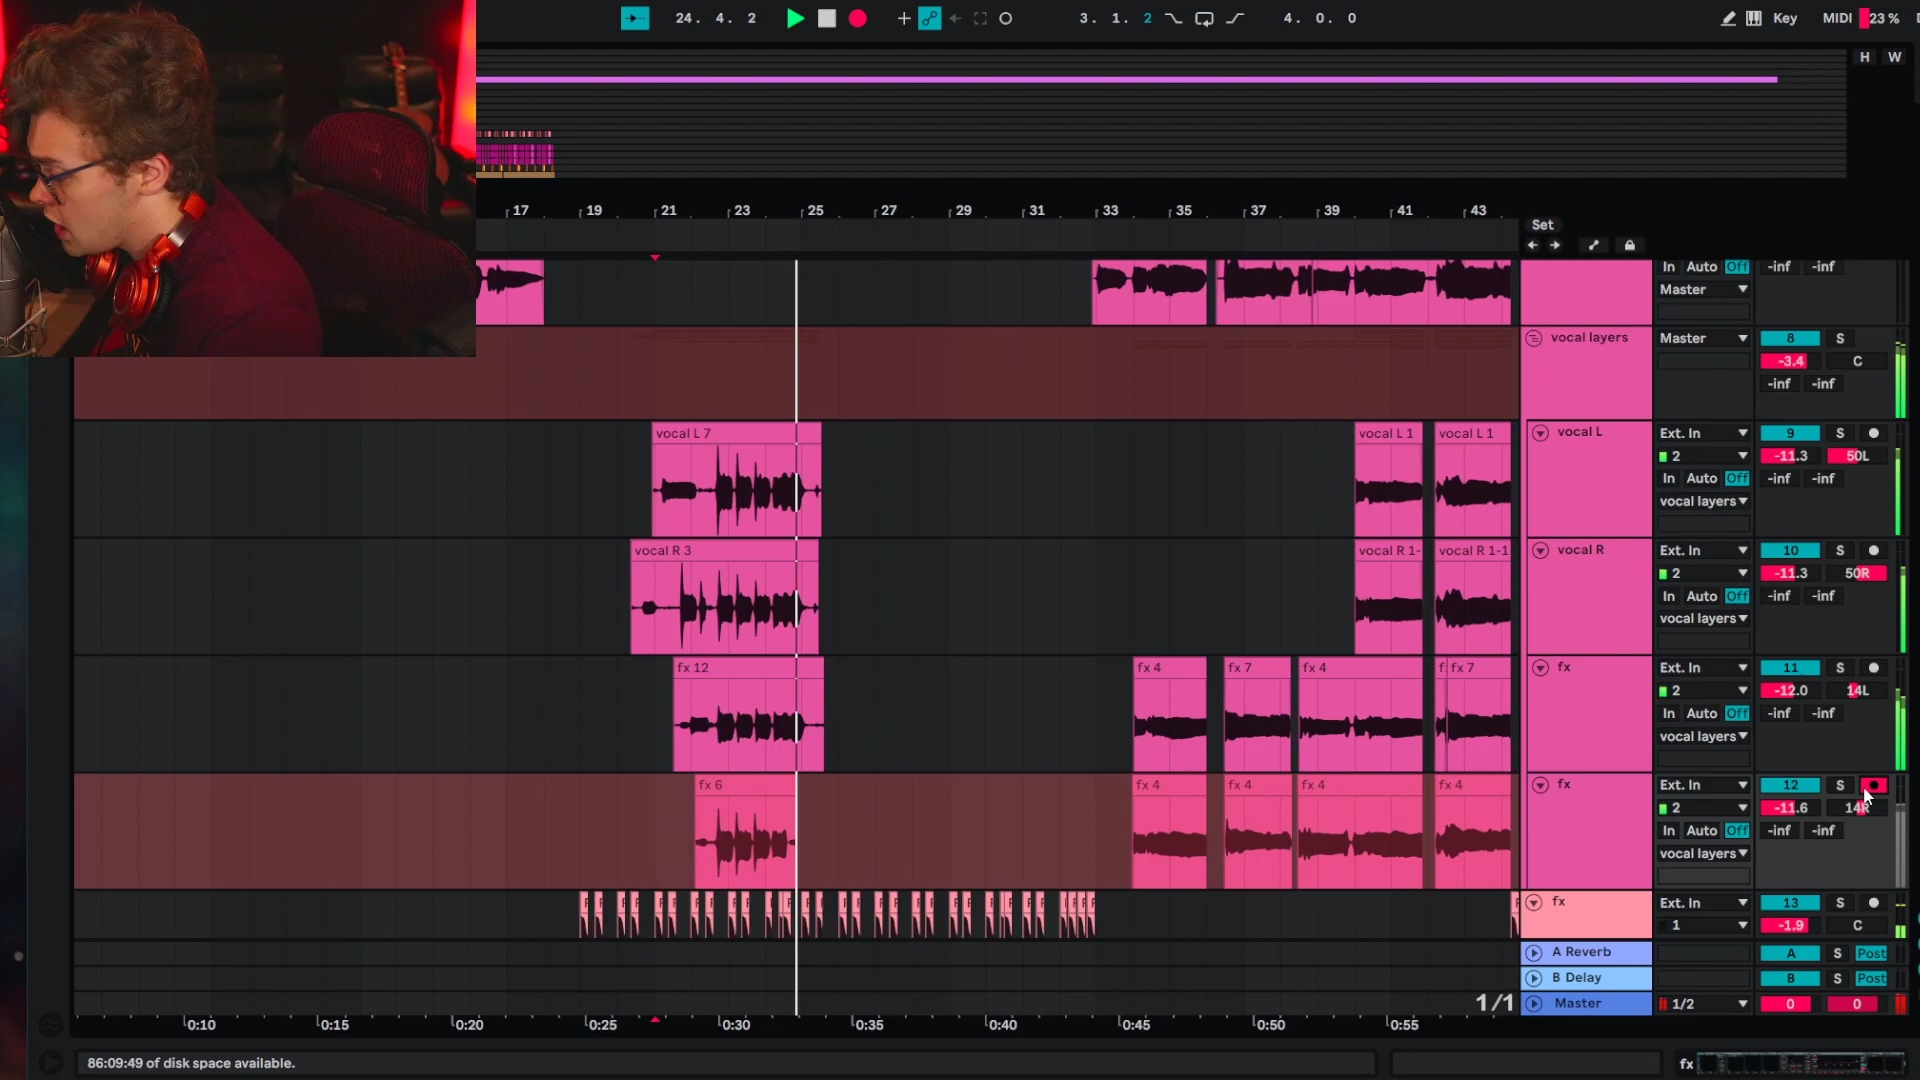 24. 4. 2
3. 1. 2
4. 0. 0
Key
MIDI
23 %
H
W
17
19
21
23
25
27
29
31
33
35
37
39
41
43
Set
In Auto Off -inf -inf
Master
vocal layers Master 8 S
-3.4 C
-inf -inf
vocal L 7 vocal L 1 vocal L 1 vocal L Ext. In 9 S
2 -11.3 50L
In Auto Off -inf -inf
vocal layers
vocal R 3 vocal R 1- vocal R 1-1 vocal R Ext. In 10 S
2 -11.3 50R
In Auto Off -inf -inf
vocal layers
fx 12 fx 4 fx 7 fx 4 f: fx 7 fx Ext. In 11 S
2 -12.0 14L
In Auto Off -inf -inf
vocal layers
fx 6 fx 4 fx 4 fx 4 fx 4 fx Ext. In 12 S
2 -11.6 14R
In Auto Off -inf -inf
vocal layers
fx Ext. In 13 S
1 -1.9 C
A Reverb A S Post
B Delay B S Post
1/1 Master 1/2 0 0
0:10 0:15 0:20 0:25 0:30 0:35 0:40 0:45 0:50 0:55
86:09:49 of disk space available.
fx